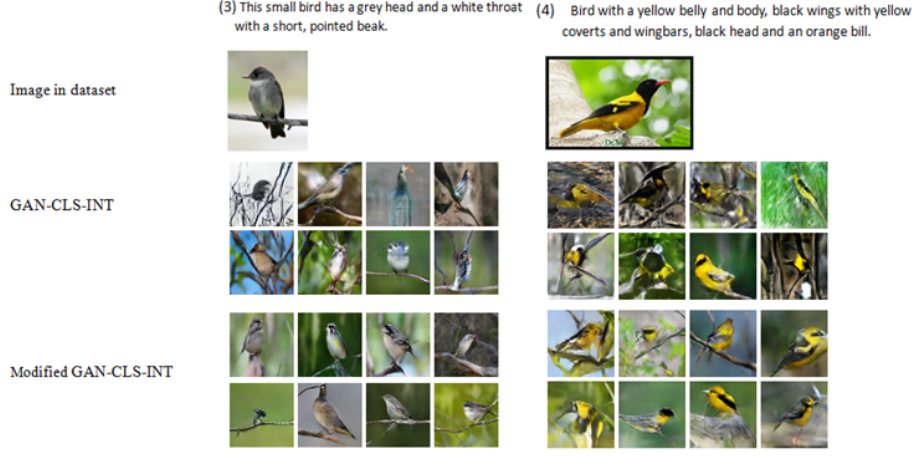 (3) This small bird has a grey head and a white throat
with a short, pointed beak.
(4) Bird with a yellow belly and body, black wings with yellow
coverts and wingbars, black head and an orange bill.
Image in dataset
GAN-CLS-INT
Modified GAN-CLS-INT